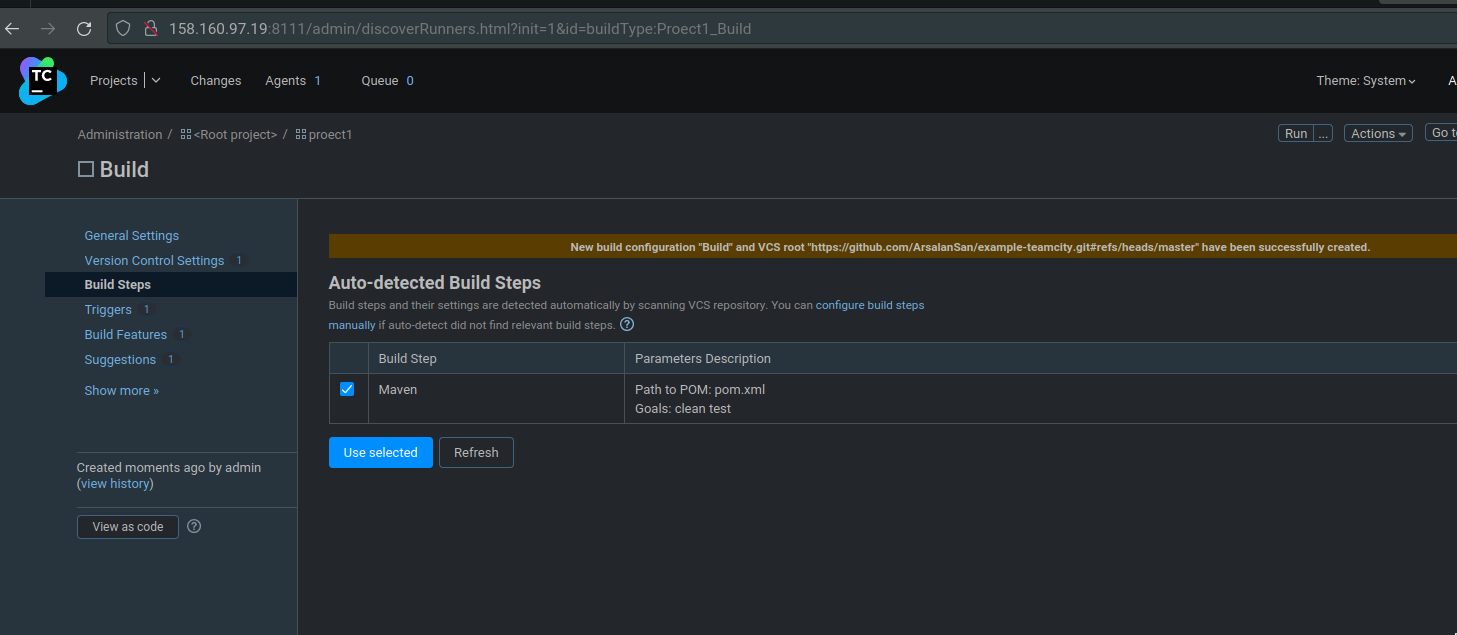 158.160.97.19:8111/admin/discoverRunners.html?init=1&id=buildType:Proect1_Build
TC
Projects
Changes
Agents 1
Queue 0
Theme: System
A
Administration / <Root project> / proect1
Run ...
Actions
Go t
Build
General Settings
Version Control Settings 1
Build Steps
Triggers 1
Build Features 1
Suggestions 1
Show more »
Created moments ago by admin
(view history)
View as code ?
New build configuration "Build" and VCS root "https://github.com/ArsalanSan/example-teamcity.git#refs/heads/master" have been successfully created.
Auto-detected Build Steps
Build steps and their settings are detected automatically by scanning VCS repository. You can configure build steps
manually if auto-detect did not find relevant build steps. ?
Build Step Parameters Description
Maven Path to POM: pom.xml
Goals: clean test
Use selected Refresh